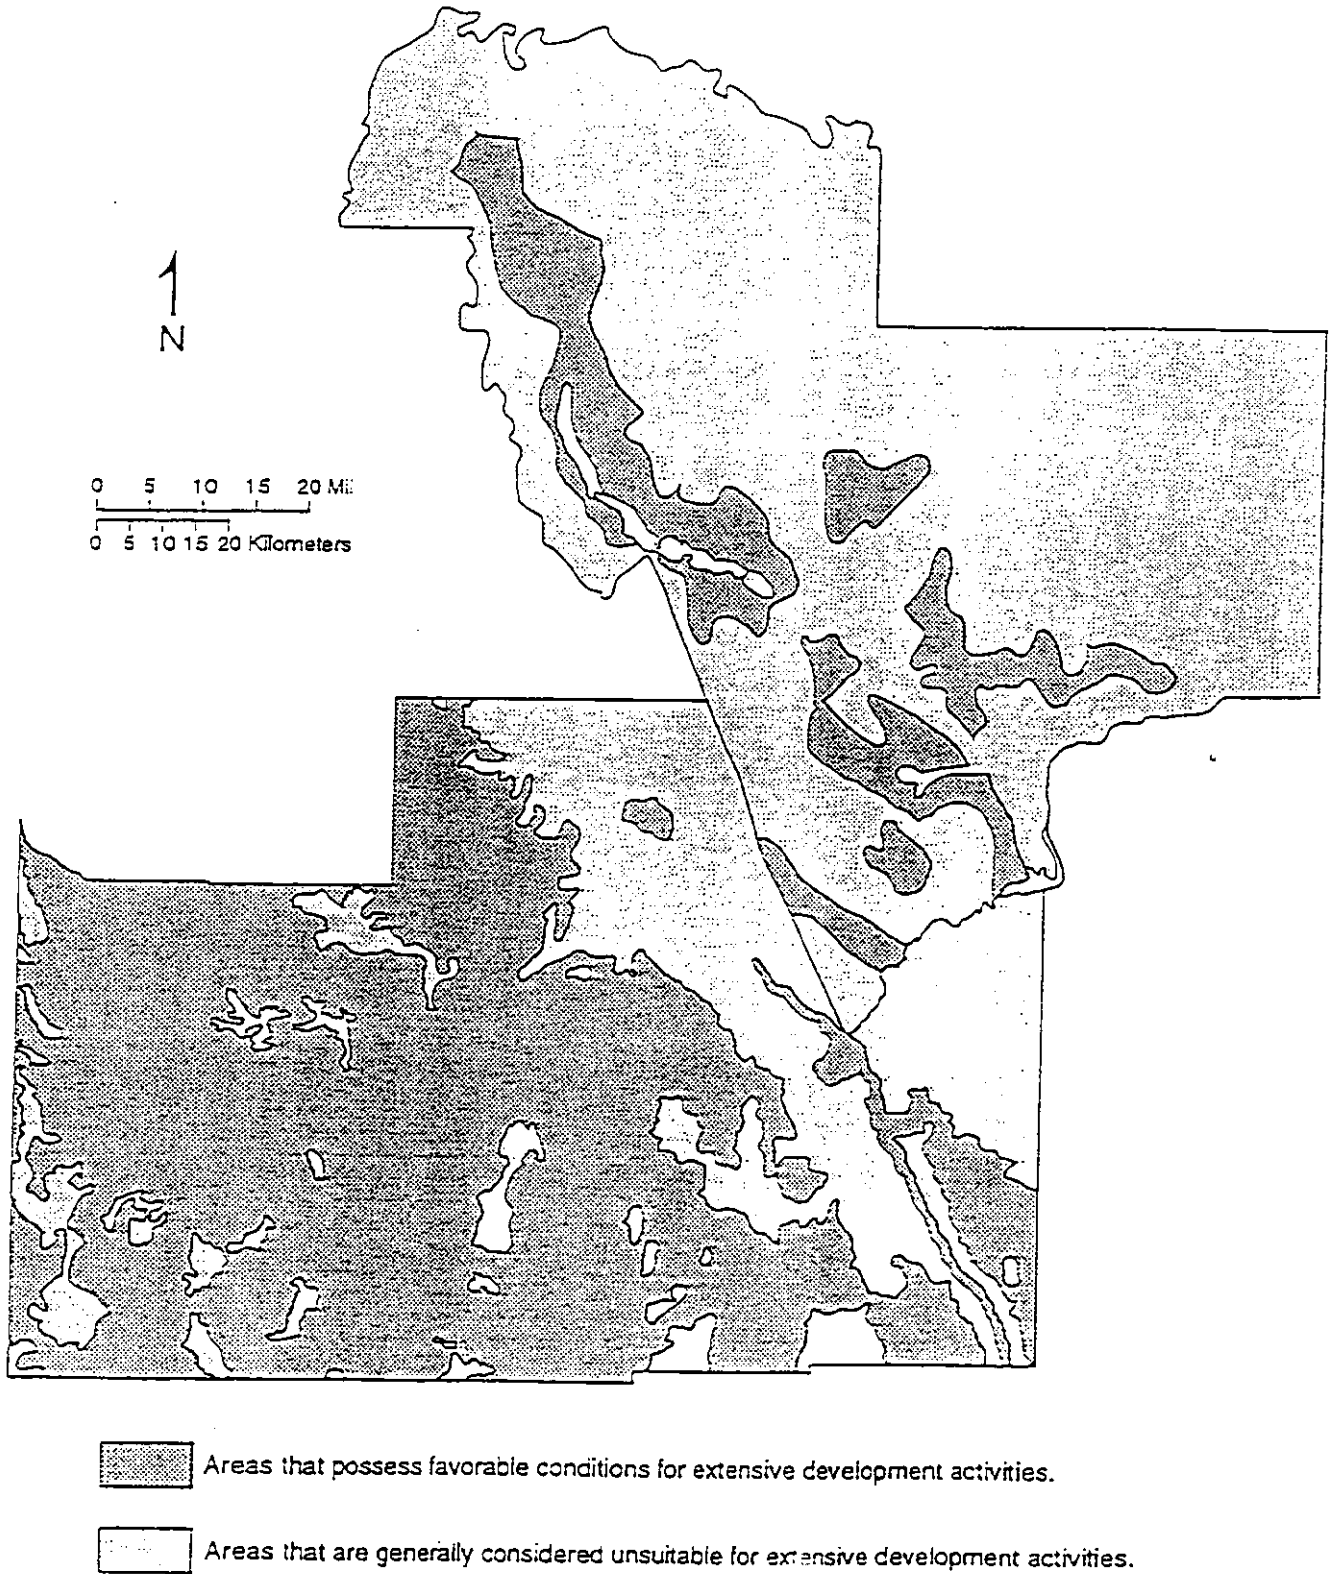 N
0 5 10 15 20 Mi.
0 5 10 15 20 Kilometers
Areas that possess favorable conditions for extensive development activities.
Areas that are generally considered unsuitable for extensive development activities.